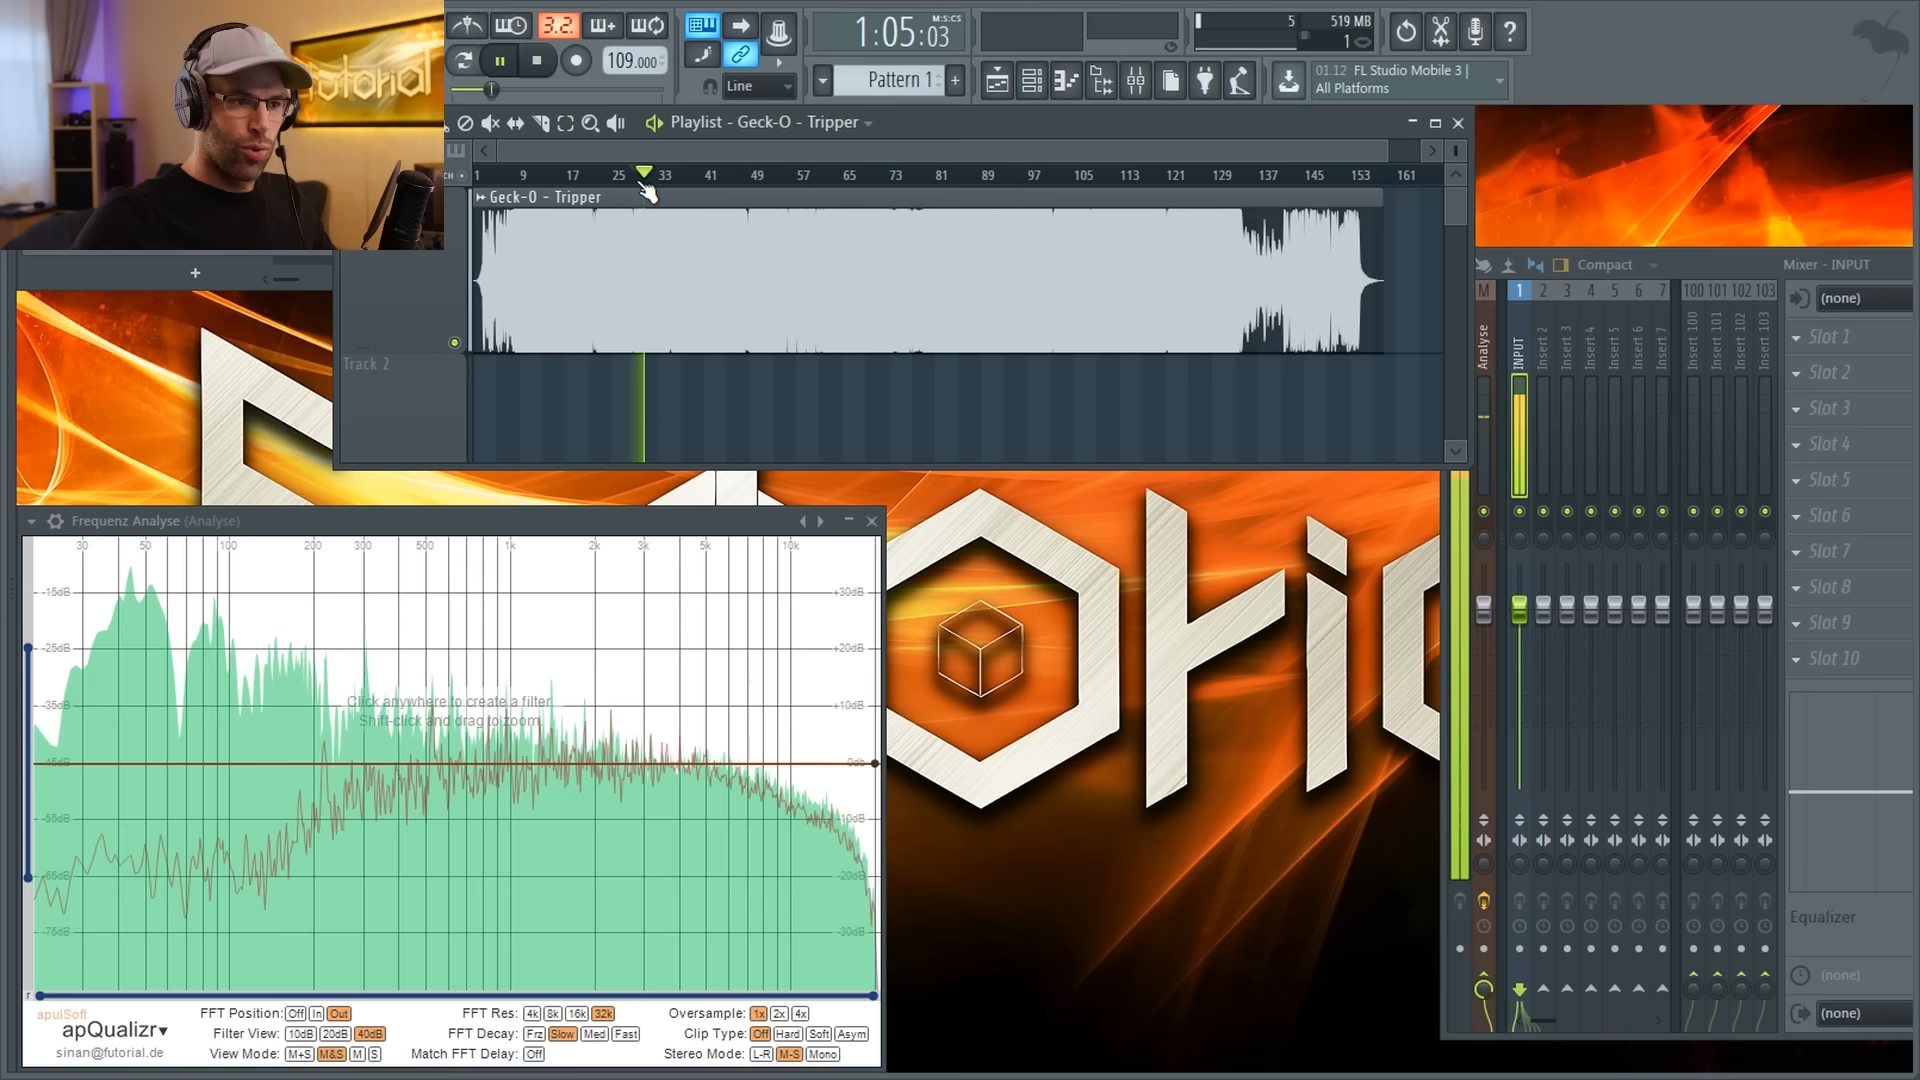 futorial
3.2.
109.000
1:05:03
M:S:CS
5
519 MB
1
Line
Pattern 1
01.12 FL Studio Mobile 3 |
All Platforms
Playlist - Geck-O - Tripper
1 9 17 25 33 41 49 57 65 73 81 89 97 105 113 121 129 137 145 153 161
Geck-O - Tripper
Track 2
Compact
Mixer - INPUT
M 1 2 3 4 5 6 7 100 101 102 103
Analyse
INPUT
Insert 2
Insert 3
Insert 4
Insert 5
Insert 6
Insert 7
Insert 100
Insert 101
Insert 102
Insert 103
(none)
Slot 1
Slot 2
Slot 3
Slot 4
Slot 5
Slot 6
Slot 7
Slot 8
Slot 9
Slot 10
Equalizer
(none)
(none)
Frequenz Analyse (Analyse)
30 50 100 200 300 500 1k 2k 3k 5k 10k
-15dB +30dB
-25dB +20dB
-35dB +10dB
Click anywhere to create a filter
Shift-click and drag to zoom
-45dB 0db
-55dB -10dB
-65dB -20dB
-75dB -30dB
apulSoft
apQualizr
sinan@futorial.de
FFT Position: Off In Out
Filter View: 10dB 20dB 40dB
View Mode: M+S M&S M S
FFT Res: 4k 8k 16k 32k
FFT Decay: Frz Slow Med Fast
Match FFT Delay: Off
Oversample: 1x 2x 4x
Clip Type: Off Hard Soft Asym
Stereo Mode: L-R M-S Mono